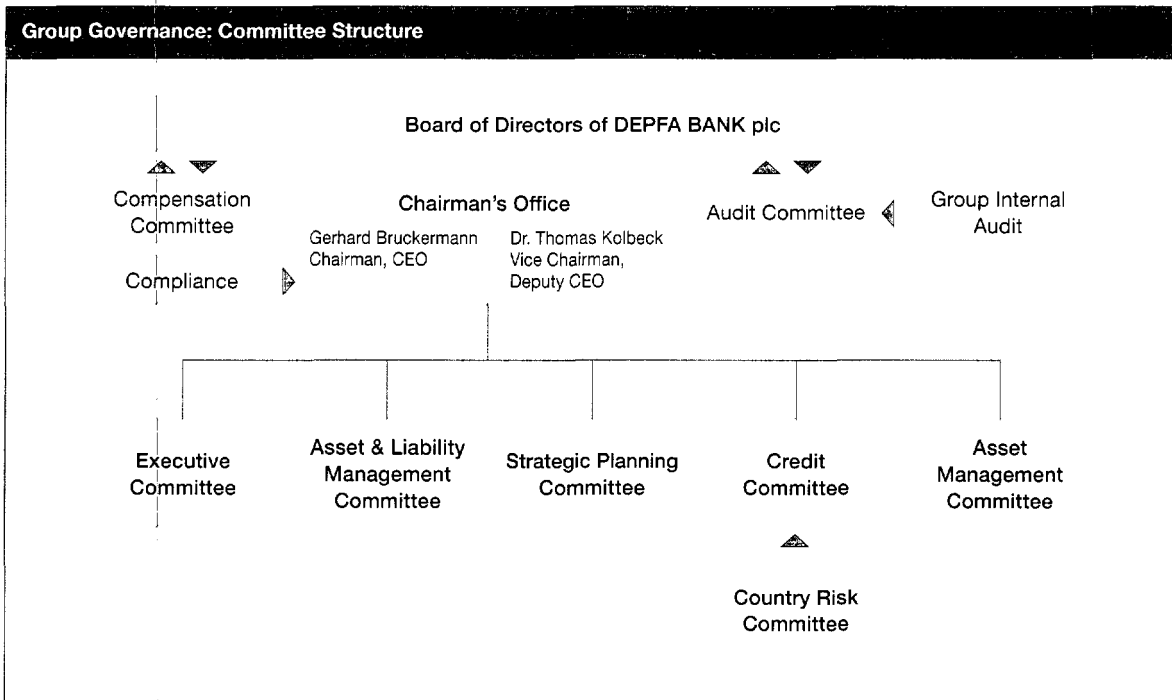 Group Governance: Committee Structure
Board of Directors of DEPFA BANK plc
Compensation
Committee
Compliance
Chairman's Office
Gerhard Bruckermann
Chairman, CEO
Dr. Thomas Kolbeck
Vice Chairman,
Deputy CEO
Audit Committee
Group Internal
Audit
Executive
Committee
Asset & Liability
Management
Committee
Strategic Planning
Committee
Credit
Committee
Asset
Management
Committee
Country Risk
Committee